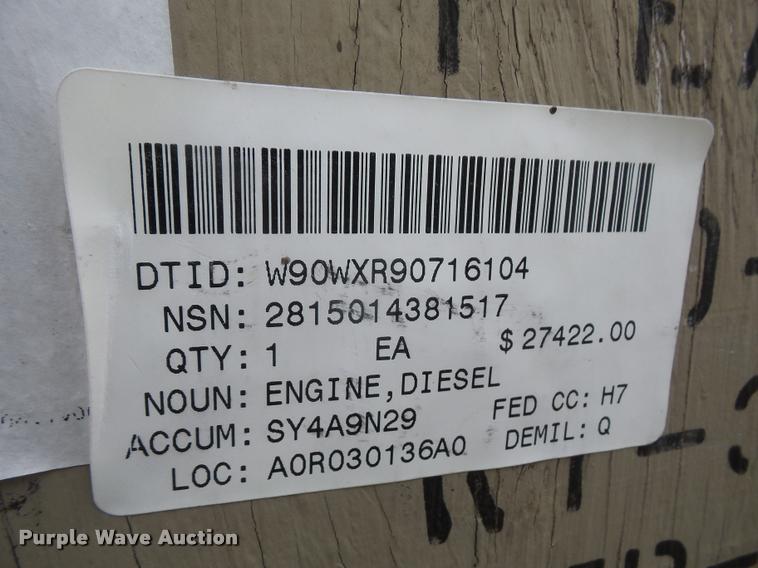 DTID: W90WXR90716104
NSN: 2815014381517
QTY: 1 EA $ 27422.00
NOUN: ENGINE, DIESEL
ACCUM: SY4A9N29 FED CC: H7
LOC: A0R030136A0 DEMIL: Q
Purple Wave Auction